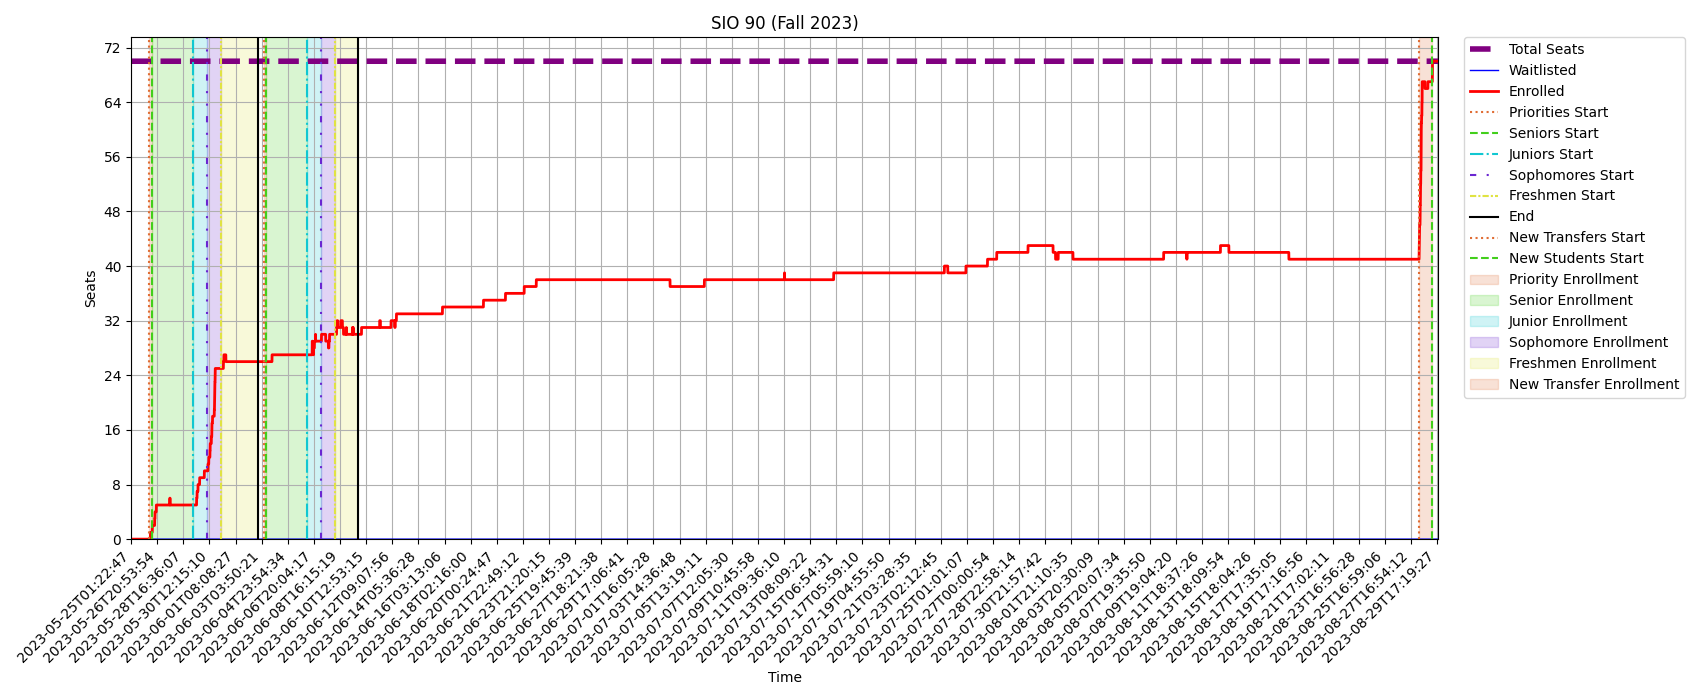 SIO 90 (Fall 2023)
72
64
56
48
40
32
24
16
8
0
Seats
2023-05-25T01:22:47
2023-05-26T20:53:54
2023-05-28T16:36:07
2023-05-30T12:15:10
2023-06-01T08:08:27
2023-06-03T03:50:21
2023-06-04T23:54:34
2023-06-06T20:04:17
2023-06-08T16:15:19
2023-06-10T12:53:15
2023-06-12T09:07:56
2023-06-14T05:36:28
2023-06-16T03:13:06
2023-06-18T02:16:00
2023-06-20T00:24:47
2023-06-21T22:49:12
2023-06-23T21:20:15
2023-06-25T19:45:39
2023-06-27T18:21:38
2023-06-29T17:06:41
2023-07-01T16:05:28
2023-07-03T14:36:48
2023-07-05T13:19:11
2023-07-07T12:05:30
2023-07-09T10:45:58
2023-07-11T09:36:10
2023-07-13T08:09:22
2023-07-15T06:54:31
2023-07-17T05:59:10
2023-07-19T04:55:50
2023-07-21T03:28:35
2023-07-23T02:12:45
2023-07-25T01:01:07
2023-07-27T00:00:54
2023-07-28T22:58:14
2023-07-30T21:57:42
2023-08-01T21:10:35
2023-08-03T20:30:09
2023-08-05T20:07:34
2023-08-07T19:35:50
2023-08-09T19:04:20
2023-08-11T18:37:26
2023-08-13T18:09:54
2023-08-15T18:04:26
2023-08-17T17:35:05
2023-08-19T17:16:56
2023-08-21T17:02:11
2023-08-23T16:56:28
2023-08-25T16:59:06
2023-08-27T16:54:12
2023-08-29T17:19:27
Time
Total Seats
Waitlisted
Enrolled
Priorities Start
Seniors Start
Juniors Start
Sophomores Start
Freshmen Start
End
New Transfers Start
New Students Start
Priority Enrollment
Senior Enrollment
Junior Enrollment
Sophomore Enrollment
Freshmen Enrollment
New Transfer Enrollment